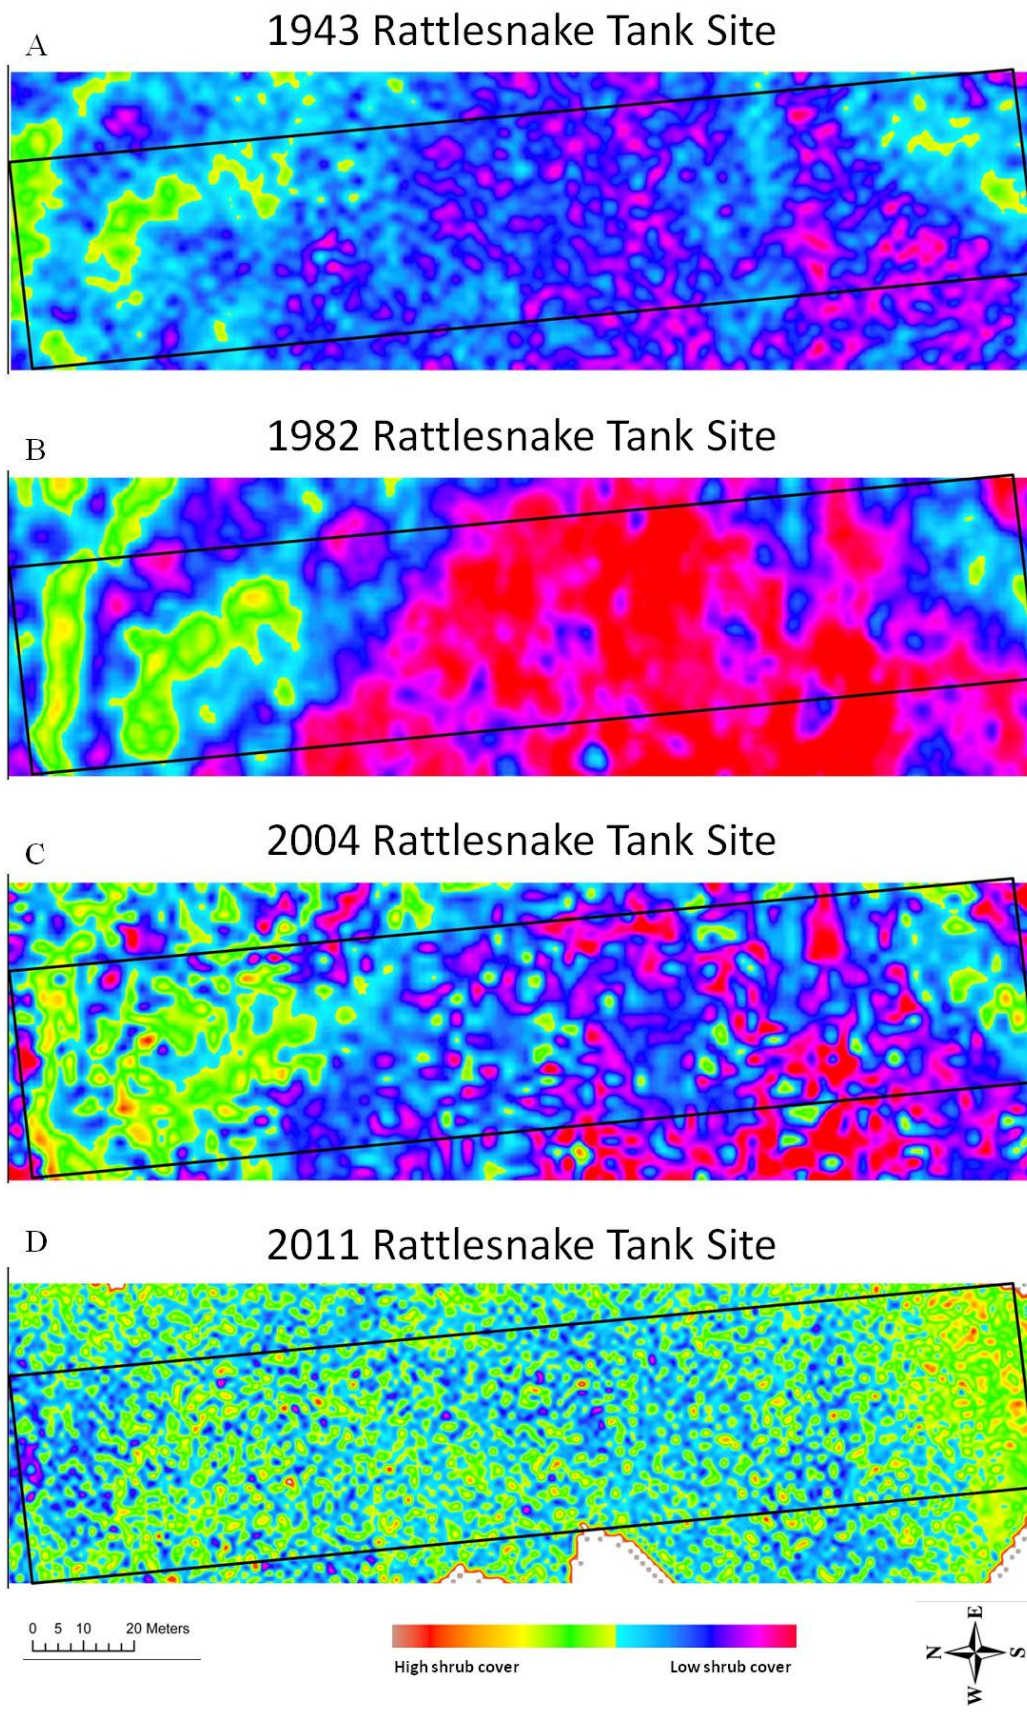 A
1943 Rattlesnake Tank Site
B
1982 Rattlesnake Tank Site
C
2004 Rattlesnake Tank Site
D
2011 Rattlesnake Tank Site
0 5 10 20 Meters
High shrub cover Low shrub cover
E
N S
W